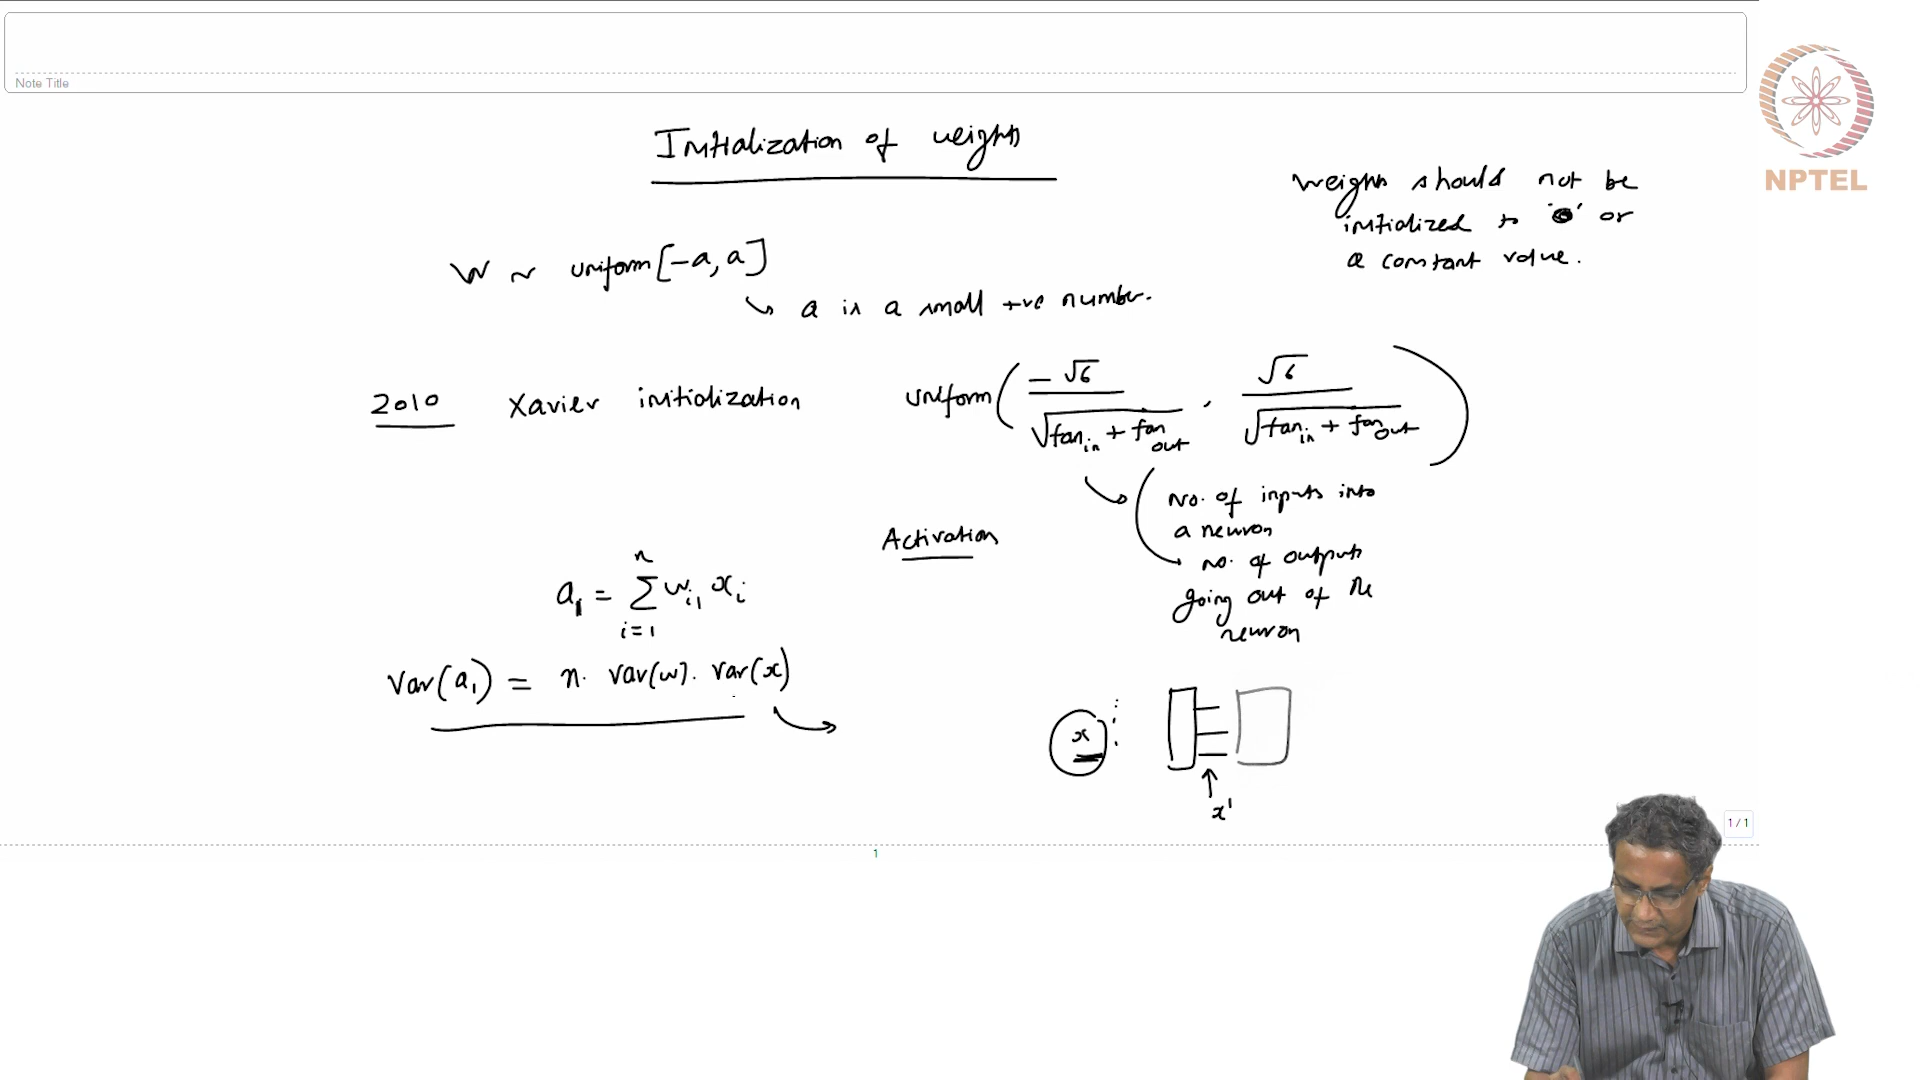 Note Title
NPTEL
Initialization of weights
weights should not be
initialized to '0' or
a constant value.
W ~ uniform[-a, a]
↳ a is a small +ve number.
2010 Xavier initialization uniform( -√6 / √(fan_in + fan_out) , √6 / √(fan_in + fan_out) )
No. of inputs into
a neuron
no. of outputs
going out of the
neuron
Activation
a₁ = Σ_{i=1}^{n} w_{i1} x_i
Var(a₁) = n. Var(w). Var(x)
x
x'
1 / 1
1